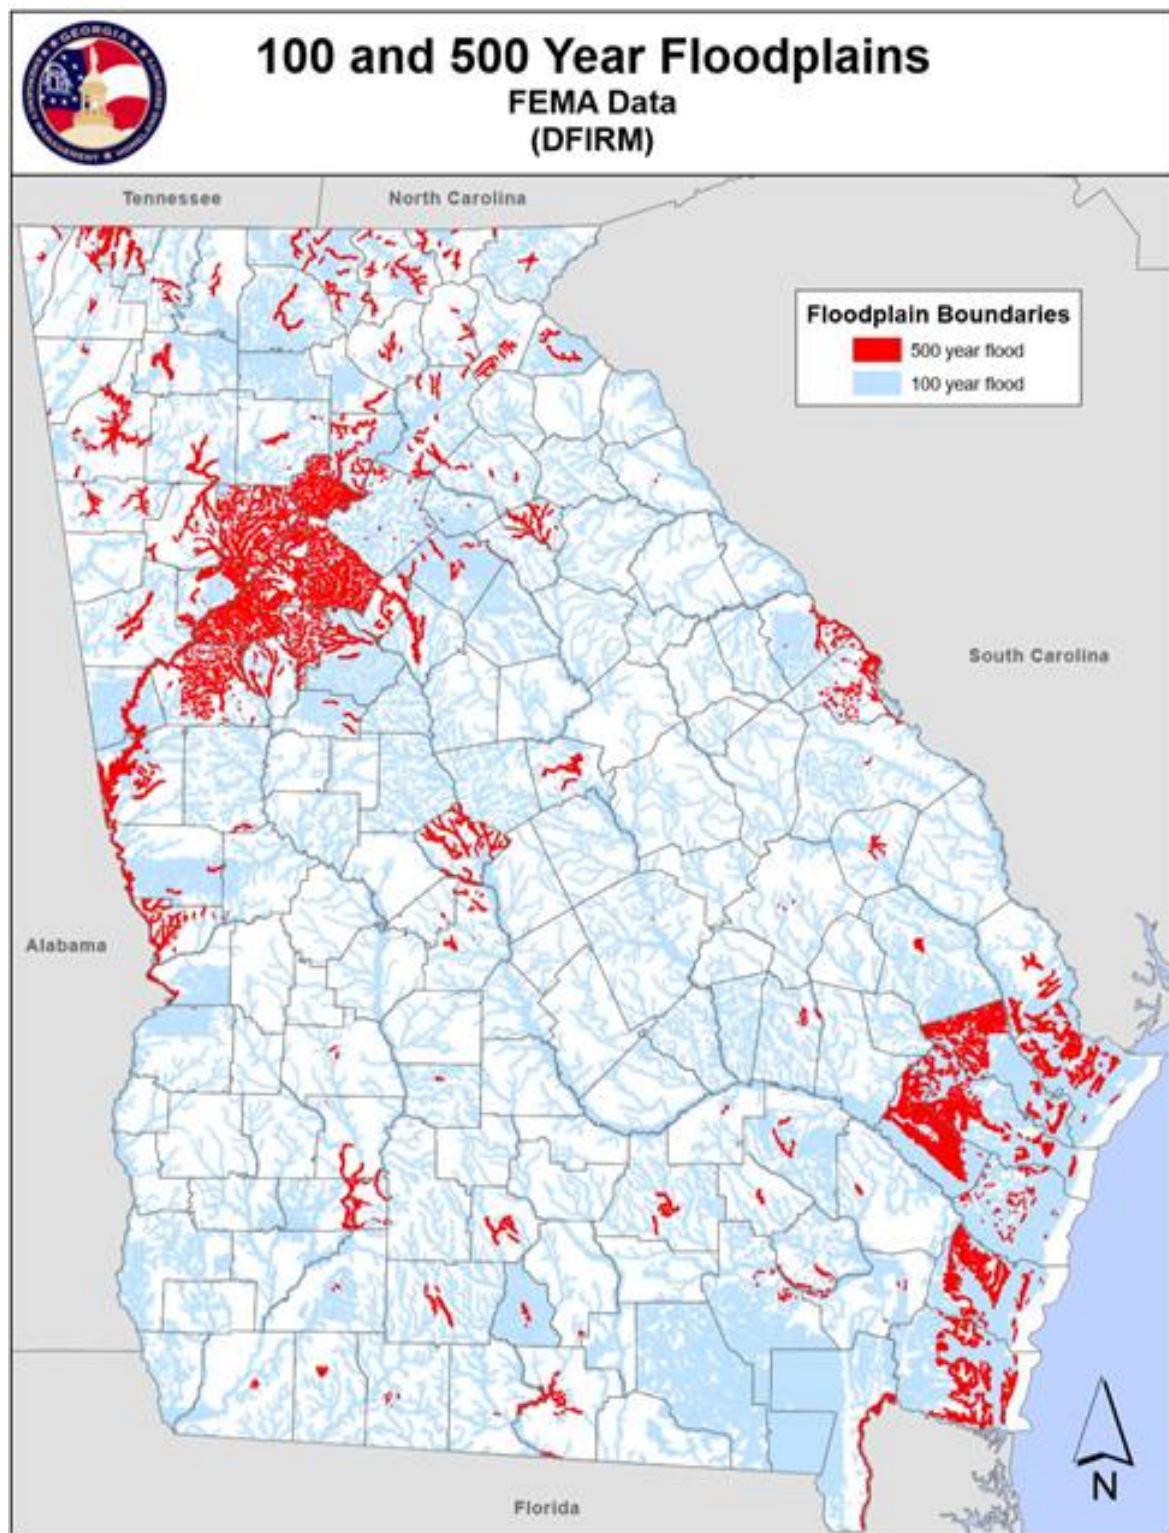 GEORGIA
100 and 500 Year Floodplains
FEMA Data
(DFIRM)
Tennessee
North Carolina
Floodplain Boundaries
500 year flood
100 year flood
South Carolina
Alabama
Florida
N